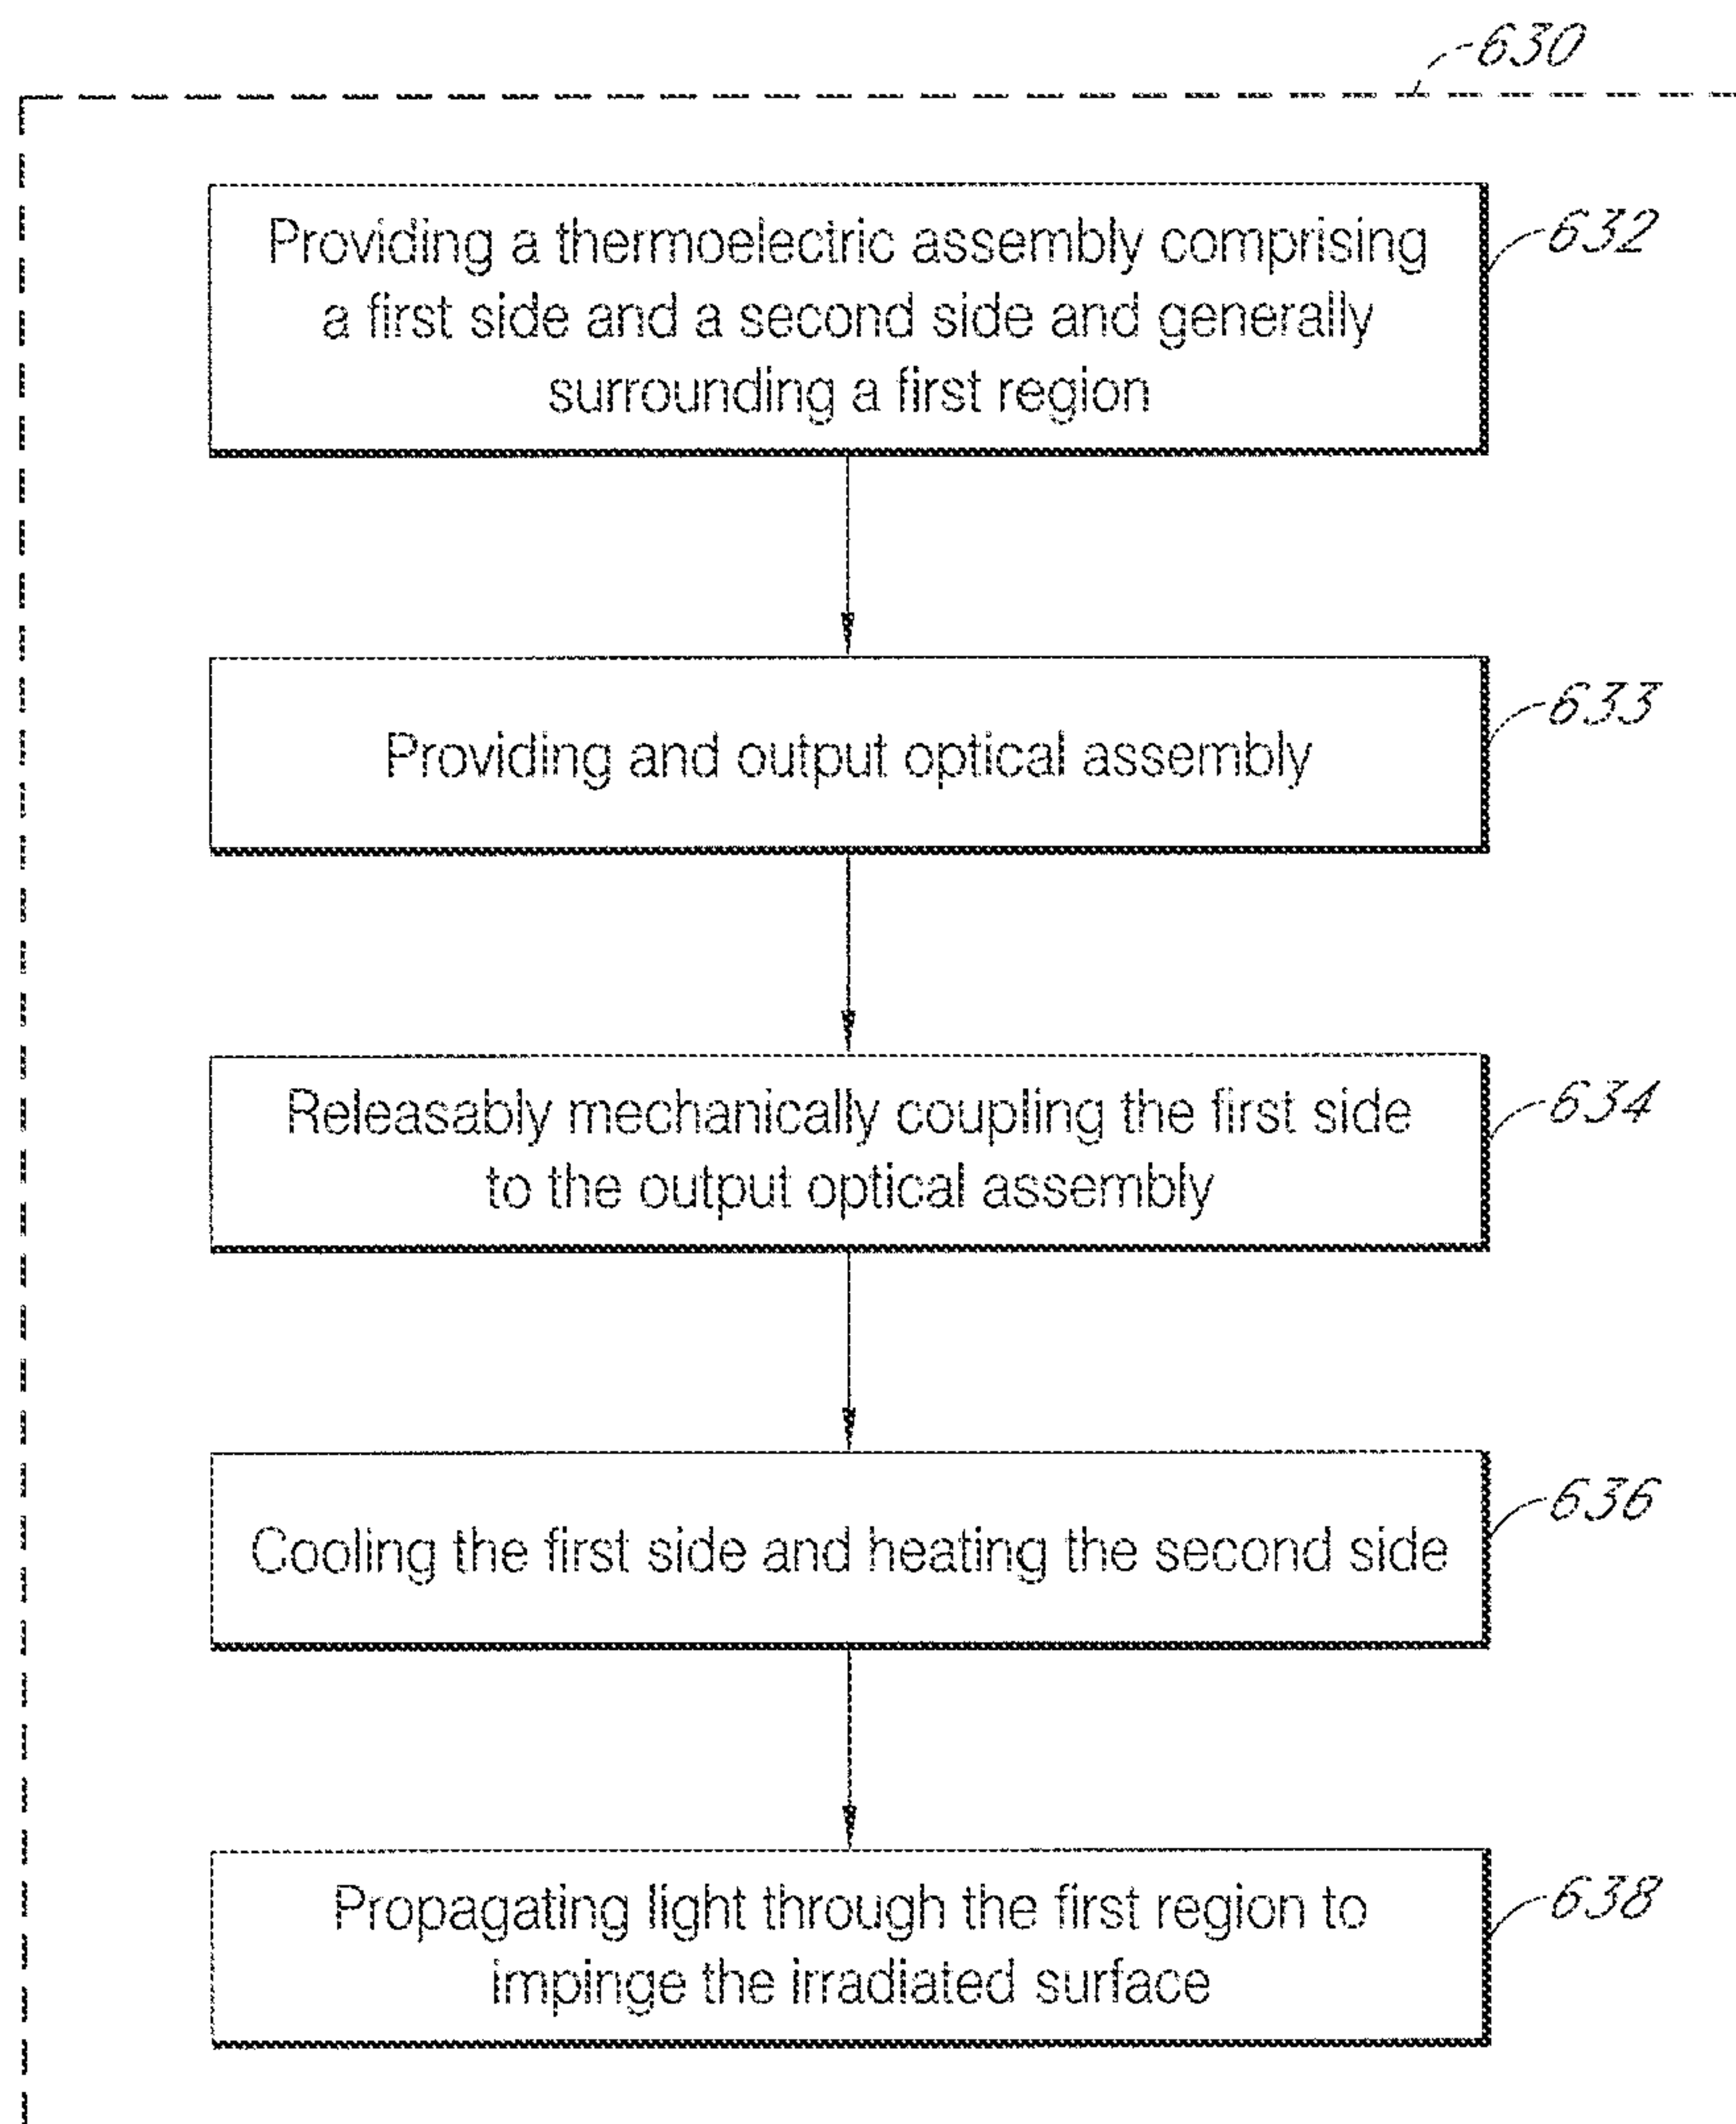 630
Providing a thermoelectric assembly comprising
a first side and a second side and generally
surrounding a first region
632
Providing and output optical assembly
633
Releasably mechanically coupling the first side
to the output optical assembly
634
Cooling the first side and heating the second side
636
Propagating light through the first region to
impinge the irradiated surface
638